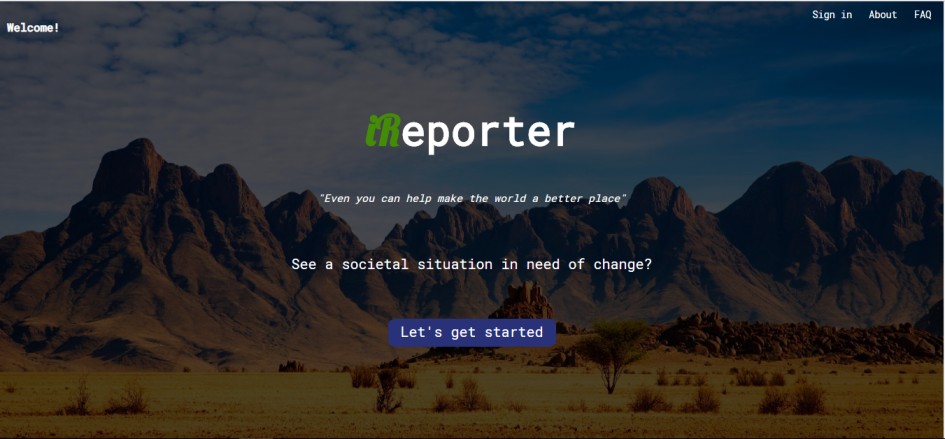 Sign in About FAQ
Welcome!
iReporter
"Even you can help make the world a better place"
See a societal situation in need of change?
Let's get started